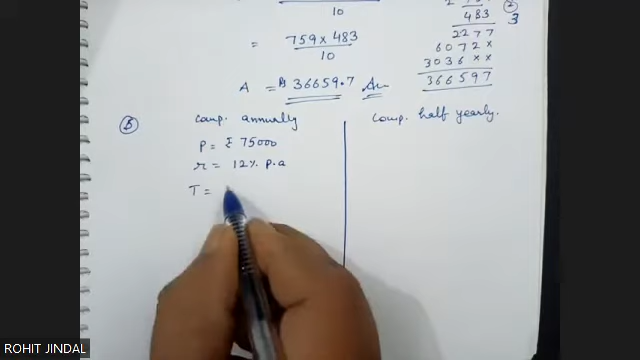 10
= 759 × 483
10
A = ₹ 36659.7 Ans
483
2277
6072×
3036××
366597
②
3
⑤
Comp. annually
P = ₹ 75000
r = 12% p.a
T =
Comp. half yearly.
ROHIT JINDAL